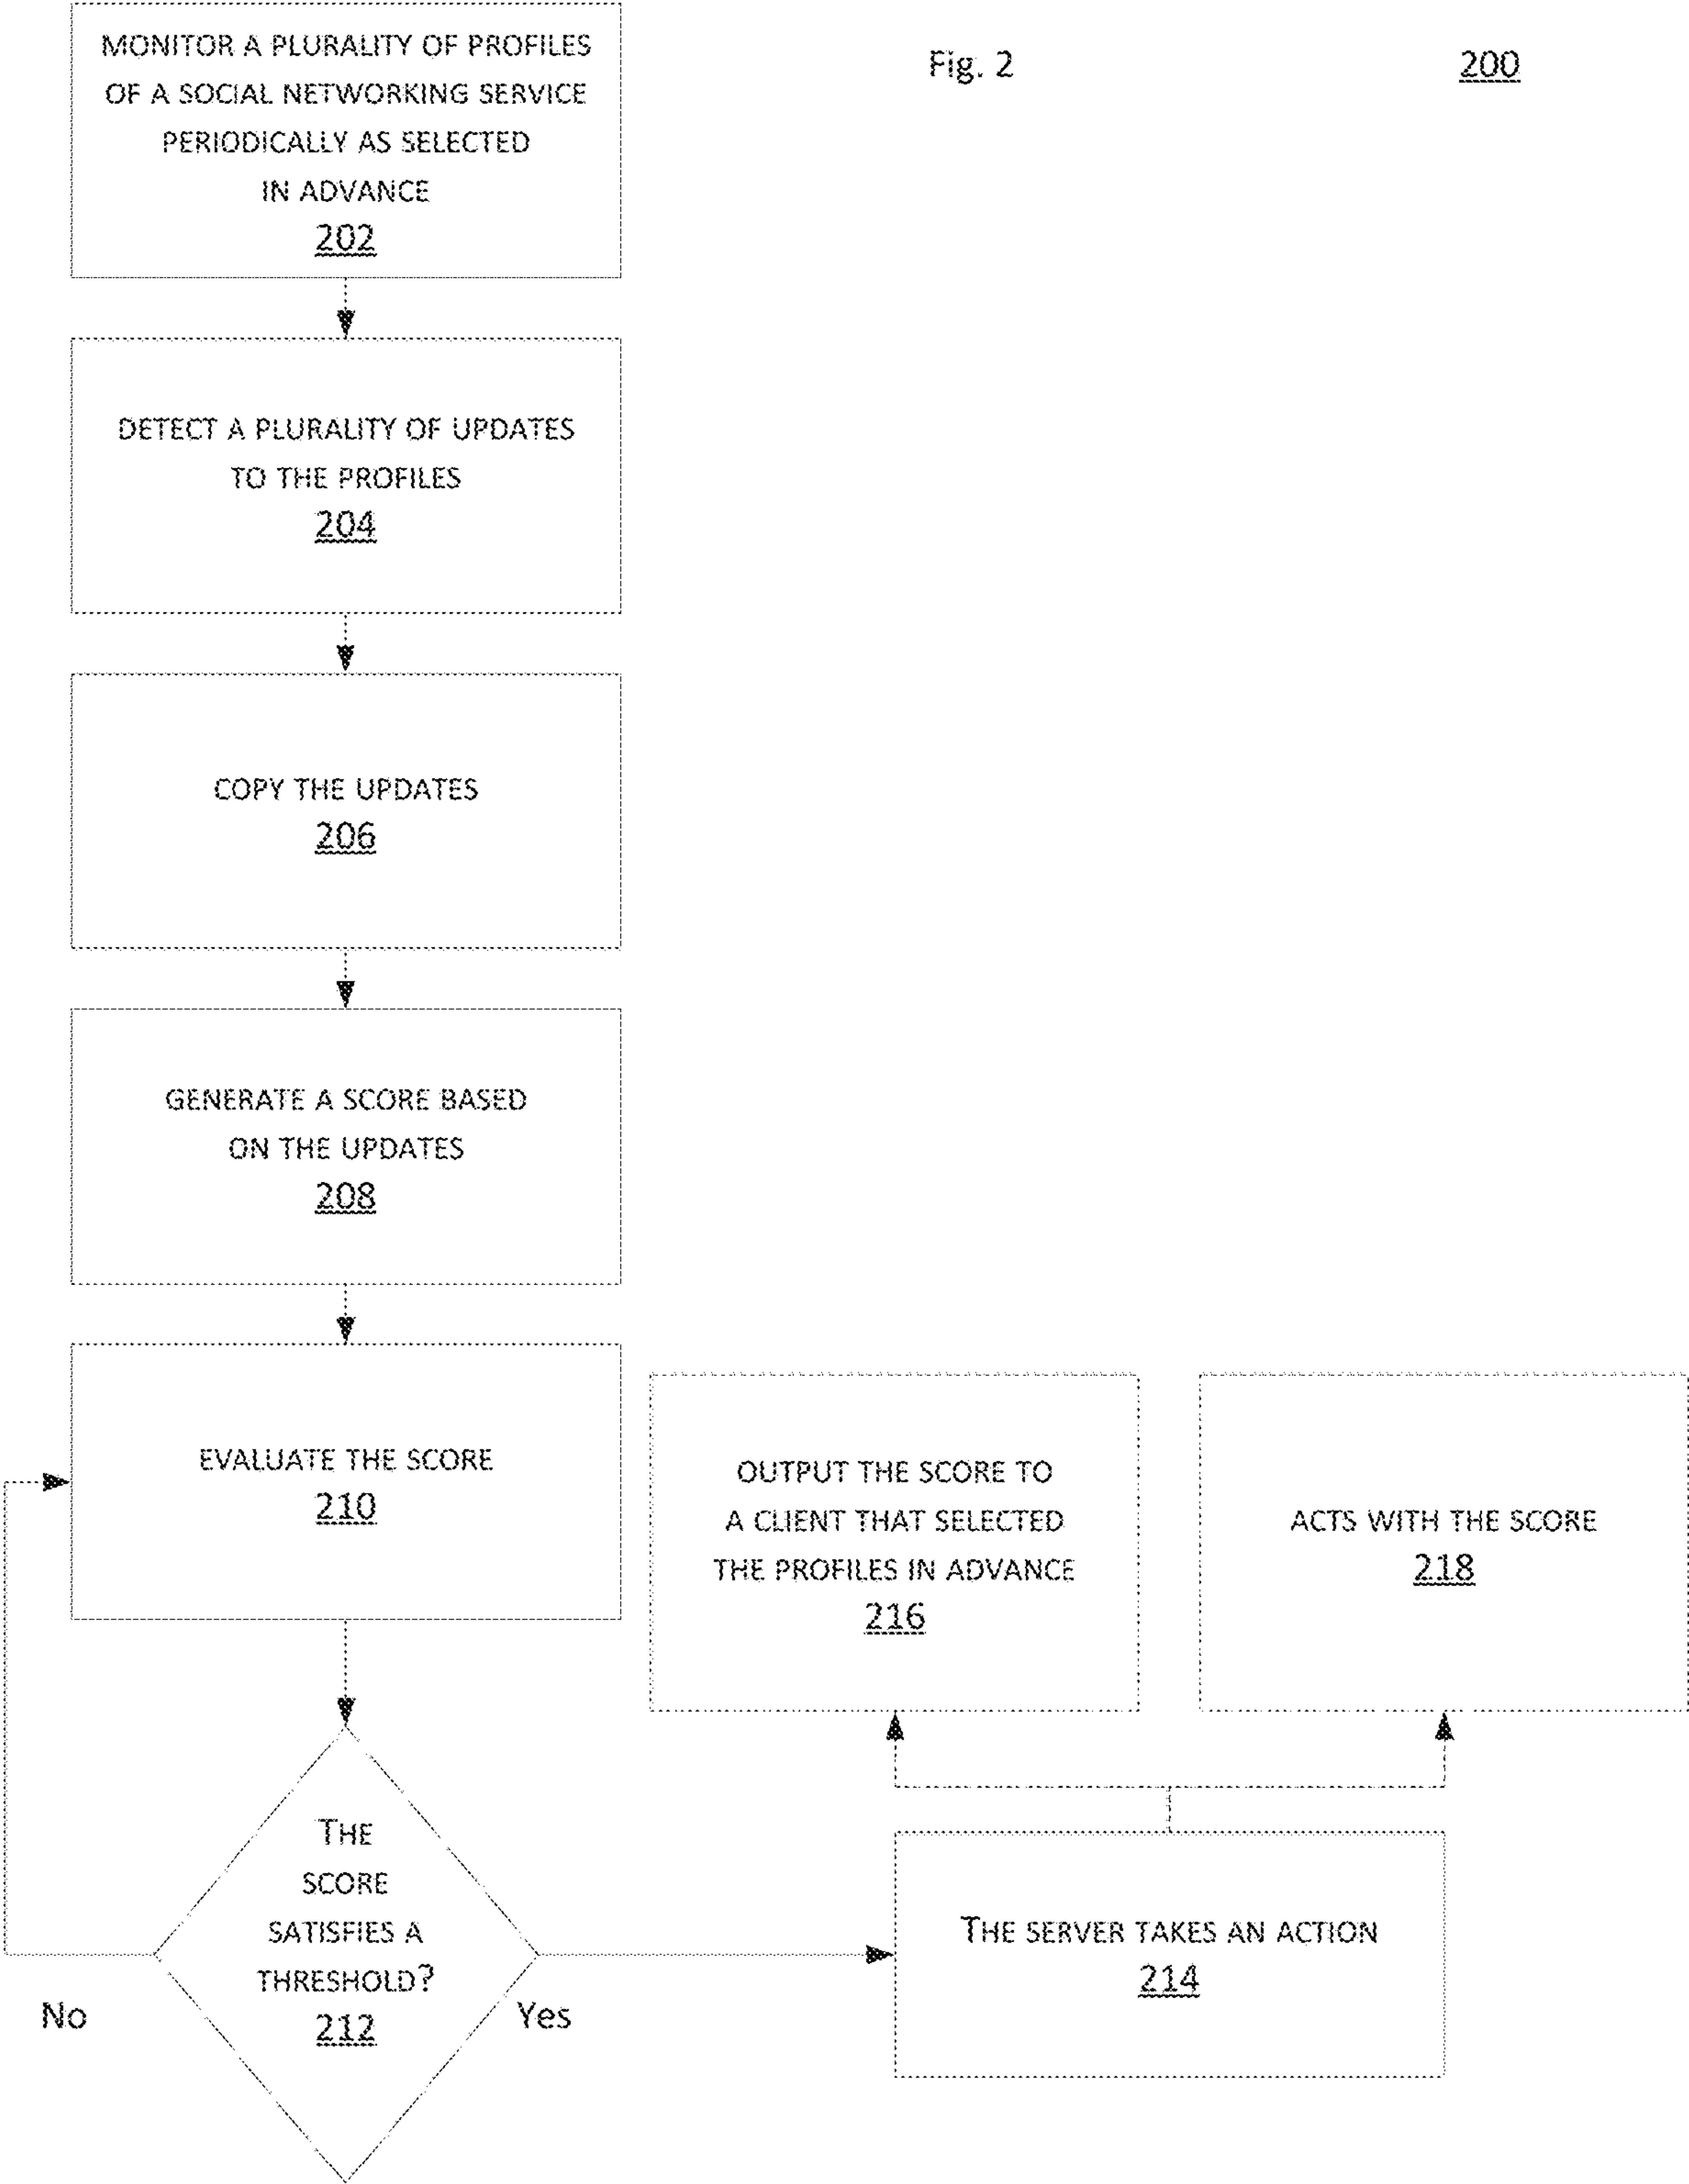 Fig. 2
200
MONITOR A PLURALITY OF PROFILES
OF A SOCIAL NETWORKING SERVICE
PERIODICALLY AS SELECTED
IN ADVANCE
202
DETECT A PLURALITY OF UPDATES
TO THE PROFILES
204
COPY THE UPDATES
206
GENERATE A SCORE BASED
ON THE UPDATES
208
EVALUATE THE SCORE
210
THE
SCORE
SATISFIES A
THRESHOLD?
212
No
Yes
THE SERVER TAKES AN ACTION
214
OUTPUT THE SCORE TO
A CLIENT THAT SELECTED
THE PROFILES IN ADVANCE
216
ACTS WITH THE SCORE
218